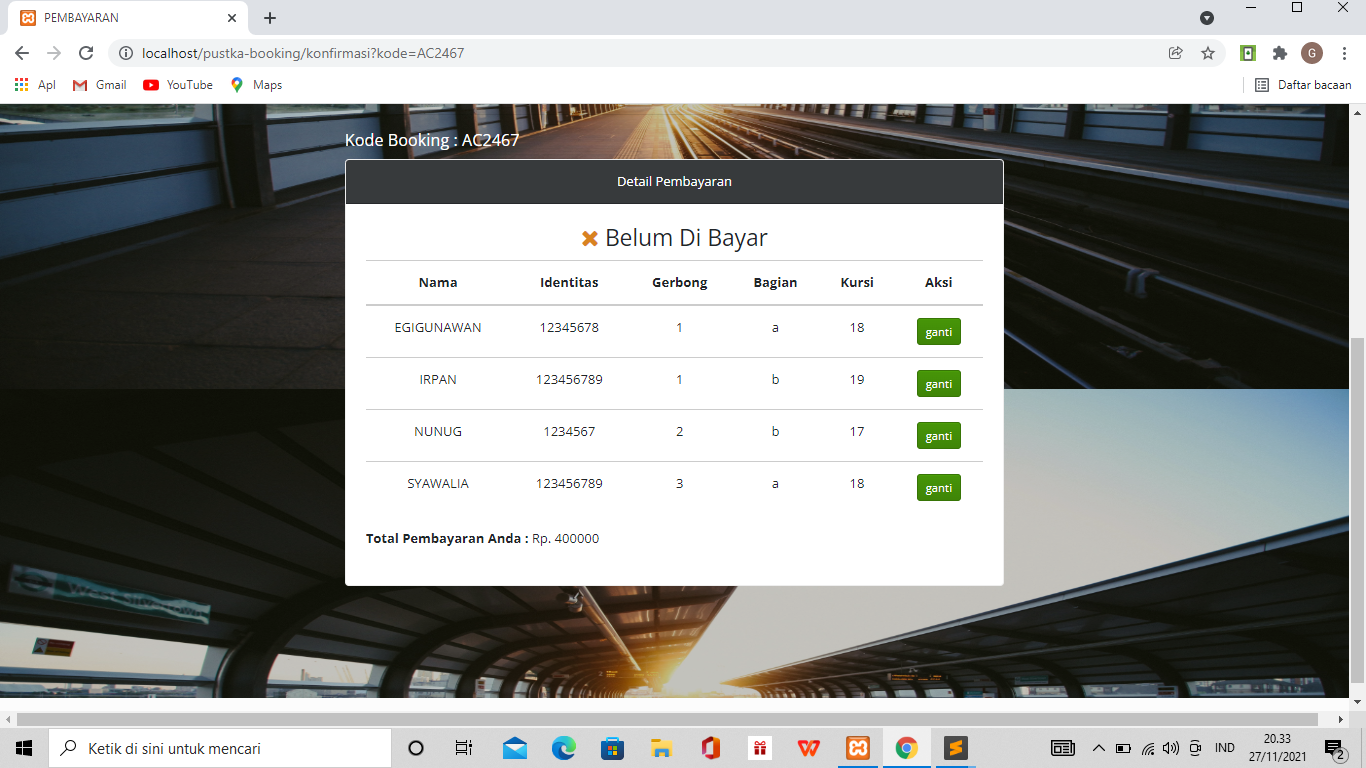 PEMBAYARAN
localhost/pustka-booking/konfirmasi?kode=AC2467
G
Apl Gmail YouTube Maps Daftar bacaan
Kode Booking : AC2467
Detail Pembayaran
Belum Di Bayar
Nama Identitas Gerbong Bagian Kursi Aksi
EGIGUNAWAN 12345678 1 a 18 ganti
IRPAN 123456789 1 b 19 ganti
NUNUG 1234567 2 b 17 ganti
SYAWALIA 123456789 3 a 18 ganti
Total Pembayaran Anda : Rp. 400000
Ketik di sini untuk mencari
IND
20.33
27/11/2021
2